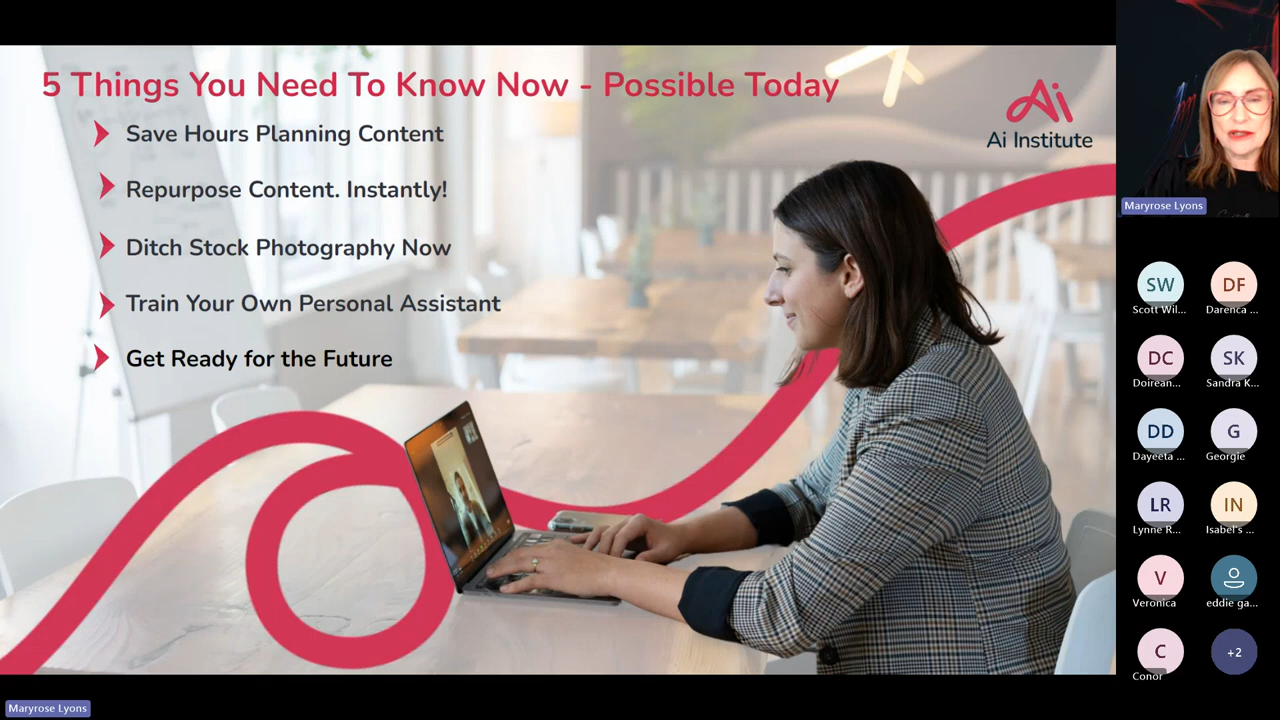 5 Things You Need To Know Now - Possible Today
Save Hours Planning Content
Repurpose Content. Instantly!
Ditch Stock Photography Now
Train Your Own Personal Assistant
Get Ready for the Future
Ai
Ai Institute
Maryrose Lyons
SW
Scott Wil...
DF
Darenca ...
DC
Doirean...
SK
Sandra K...
DD
Dayeeta ...
G
Georgie
LR
Lynne R...
IN
Isabel's ...
V
Veronica
eddie ga...
C
Conor
+2
Maryrose Lyons